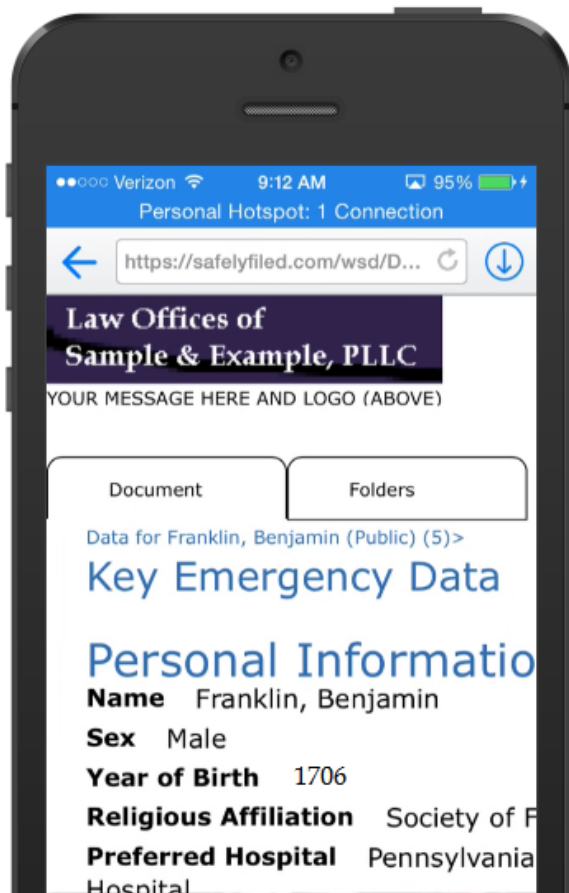 Verizon 9:12 AM 95%
Personal Hotspot: 1 Connection
https://safelyfiled.com/wsd/D...
Law Offices of
Sample & Example, PLLC
YOUR MESSAGE HERE AND LOGO (ABOVE)
Document Folders
Data for Franklin, Benjamin (Public) (5)>
Key Emergency Data
Personal Informatio
Name Franklin, Benjamin
Sex Male
Year of Birth 1706
Religious Affiliation Society of F
Preferred Hospital Pennsylvania
Hospital